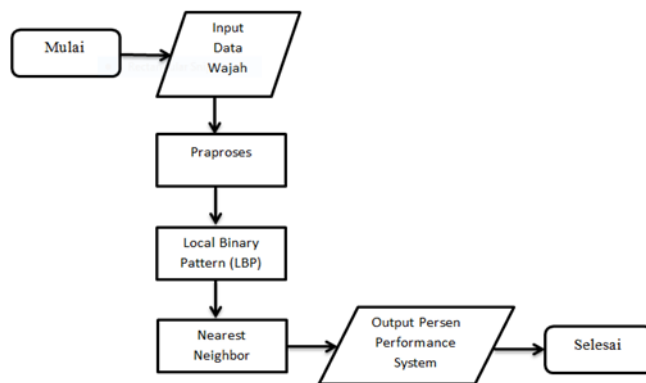 Mulai
Input
Data
Wajah
Praproses
Local Binary
Pattern (LBP)
Nearest
Neighbor
Output Persen
Performance
System
Selesai